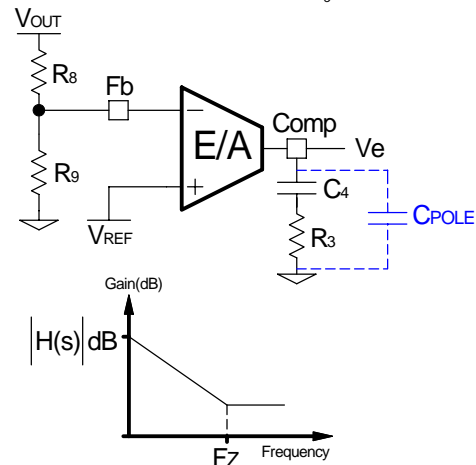 VOUT
R8
Fb
R9
E/A
−
+
VREF
Comp
Ve
C4
R3
CPOLE
Gain(dB)
|H(s)| dB
FZ
Frequency